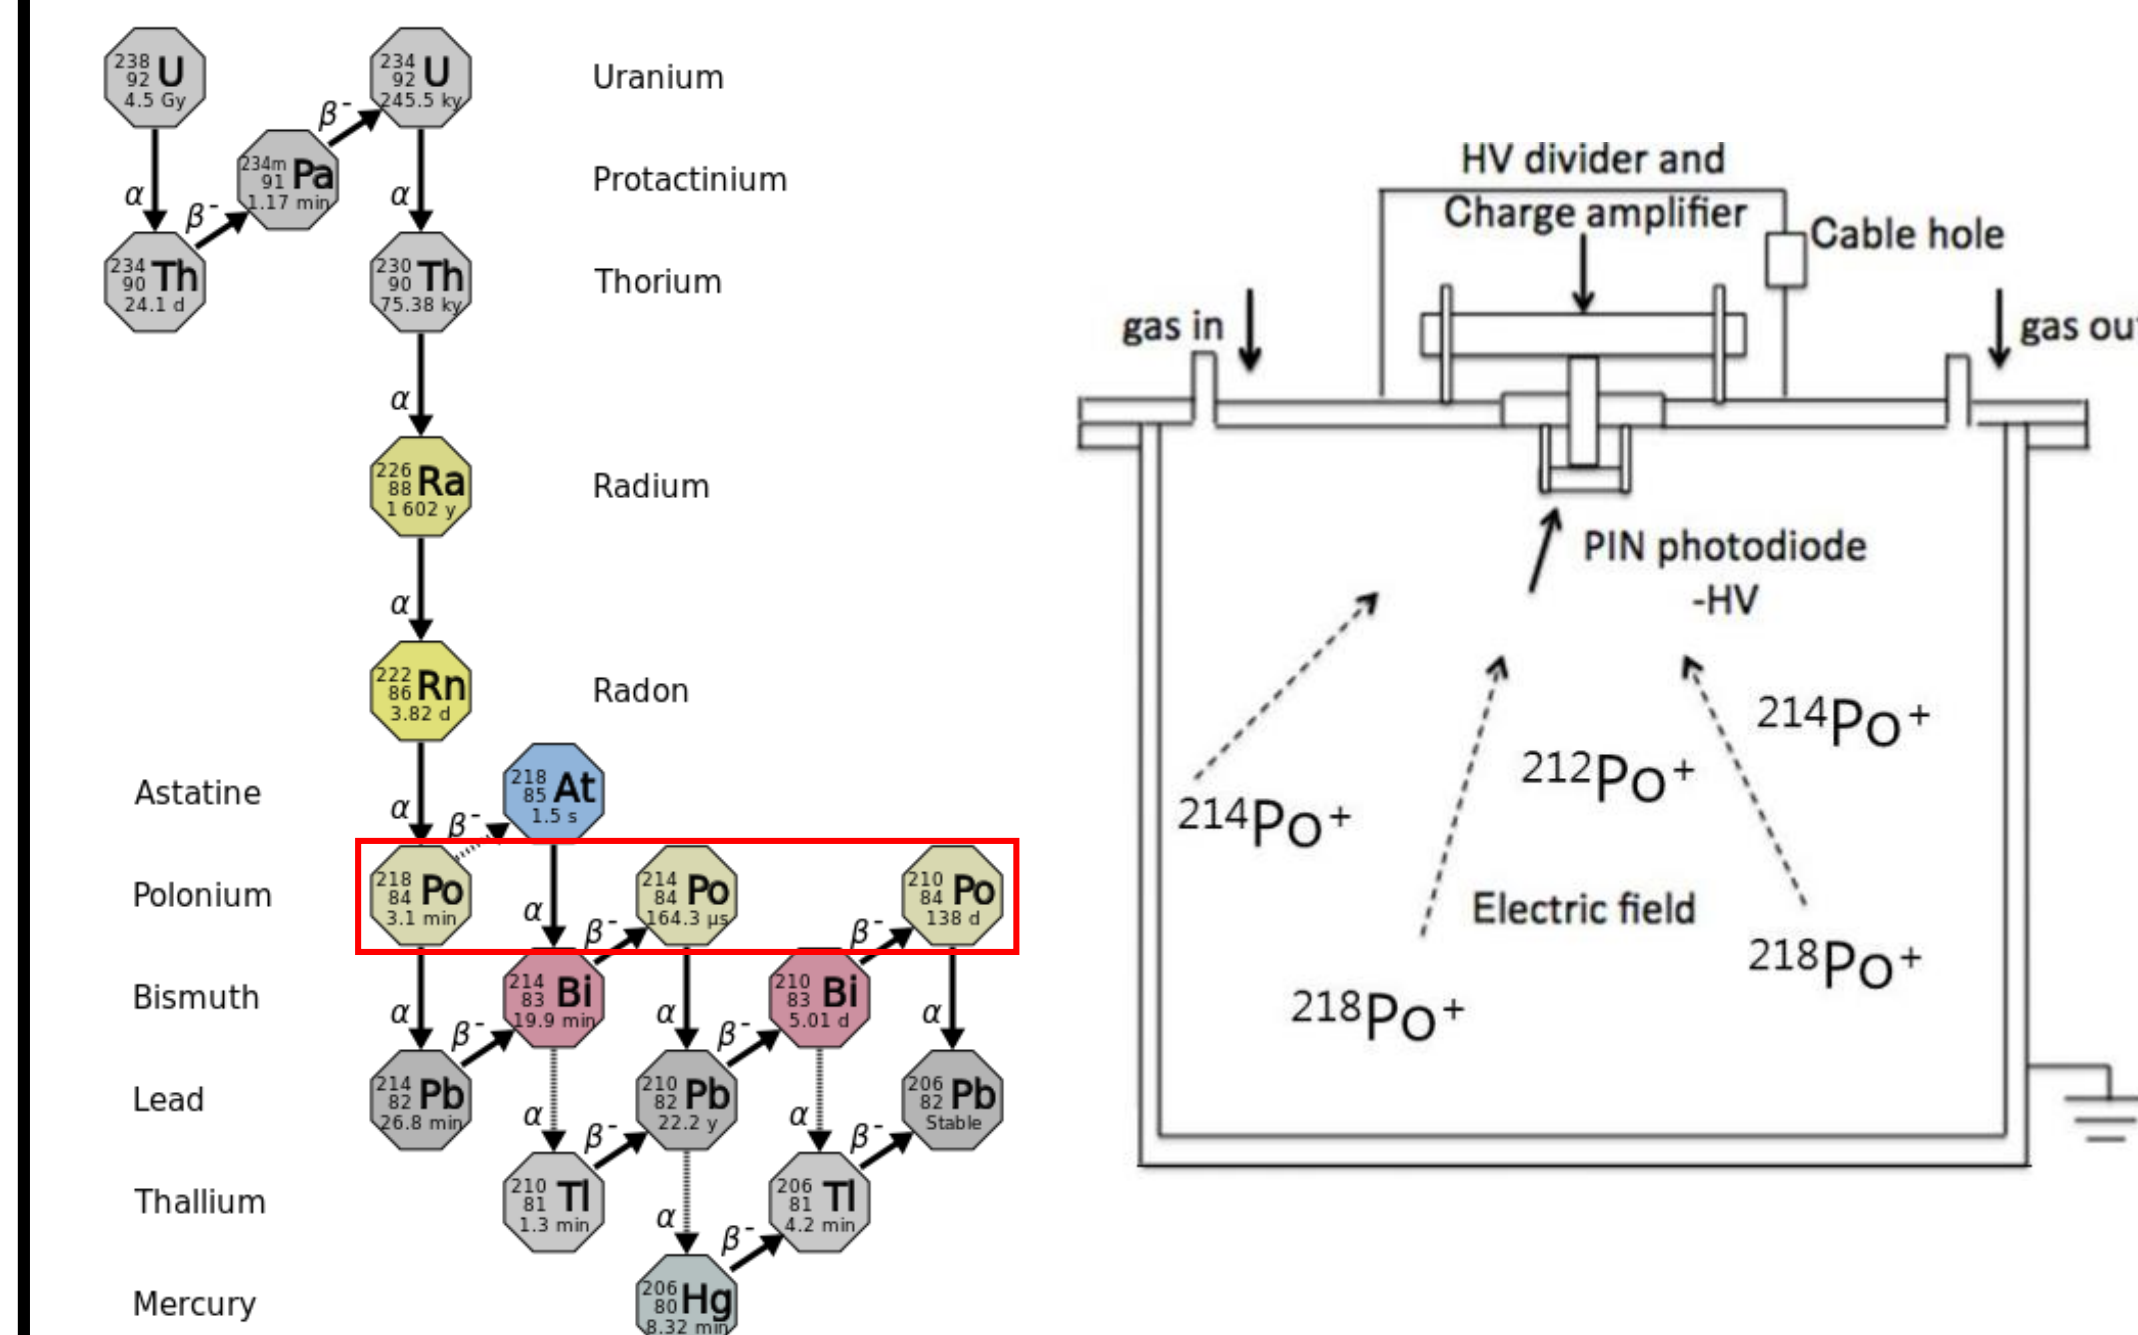 238
92 U
4.5 Gy
234
92 U
245.5 ky
Uranium
β-
234m
91 Pa
1.17 min
Protactinium
α
β-
α
234
90 Th
24.1 d
230
90 Th
75.38 ky
Thorium
α
226
88 Ra
1 602 y
Radium
α
222
86 Rn
3.82 d
Radon
α
β-
218
85 At
1.5 s
Astatine
Polonium
218
84 Po
3.1 min
α
214
84 Po
164.3 µs
210
84 Po
138 d
β-
β-
Bismuth
214
83 Bi
19.9 min
210
83 Bi
5.01 d
α
β-
α
β-
α
Lead
214
82 Pb
26.8 min
210
82 Pb
22.2 y
206
82 Pb
Stable
α
β-
α
β-
Thallium
210
81 Tl
1.3 min
206
81 Tl
4.2 min
α
β-
Mercury
206
80 Hg
8.32 min
HV divider and
Charge amplifier
Cable hole
gas in
gas out
PIN photodiode
-HV
214Po+
212Po+
214Po+
Electric field
218Po+
218Po+